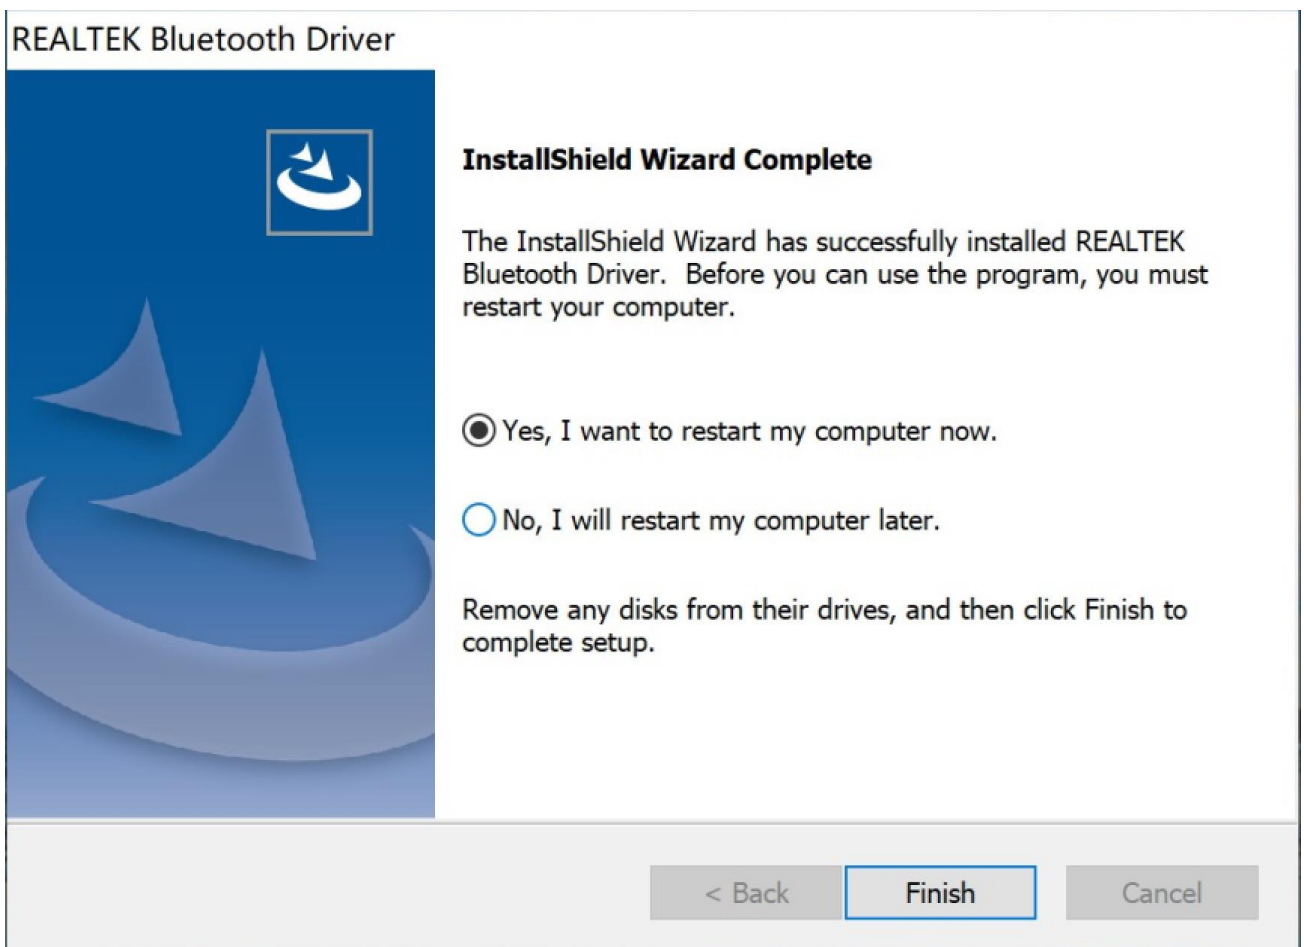 REALTEK Bluetooth Driver
InstallShield Wizard Complete
The InstallShield Wizard has successfully installed REALTEK
Bluetooth Driver.  Before you can use the program, you must
restart your computer.
Yes, I want to restart my computer now.
No, I will restart my computer later.
Remove any disks from their drives, and then click Finish to
complete setup.
< Back
Finish
Cancel